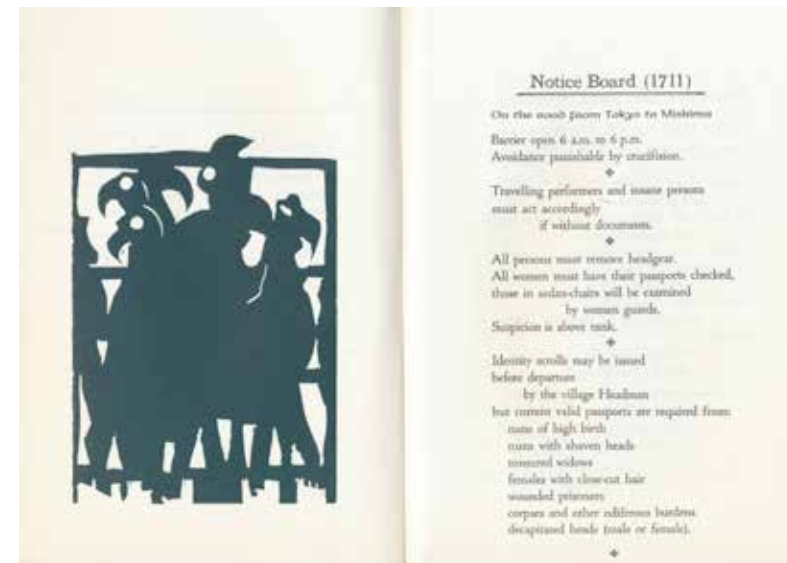 Notice Board (1711)
On the road from Tokyo to Mishima
Barrier open 6 a.m. to 6 p.m.
Avoidance punishable by crucifixion.
Travelling performers and insane persons
must act accordingly
if without documents.
All persons must remove headgear.
All women must have their passports checked,
those in sedan-chairs will be examined
by women guards.
Suspicion is above rank.
Identity scrolls may be issued
before departure
by the village Headman
but current valid passports are required from:
nuns of high birth
nuns with shaven heads
tonsured widows
females with close-cut hair
wounded prisoners
corpses and other odiferous burdens
decapitated heads (male or female).